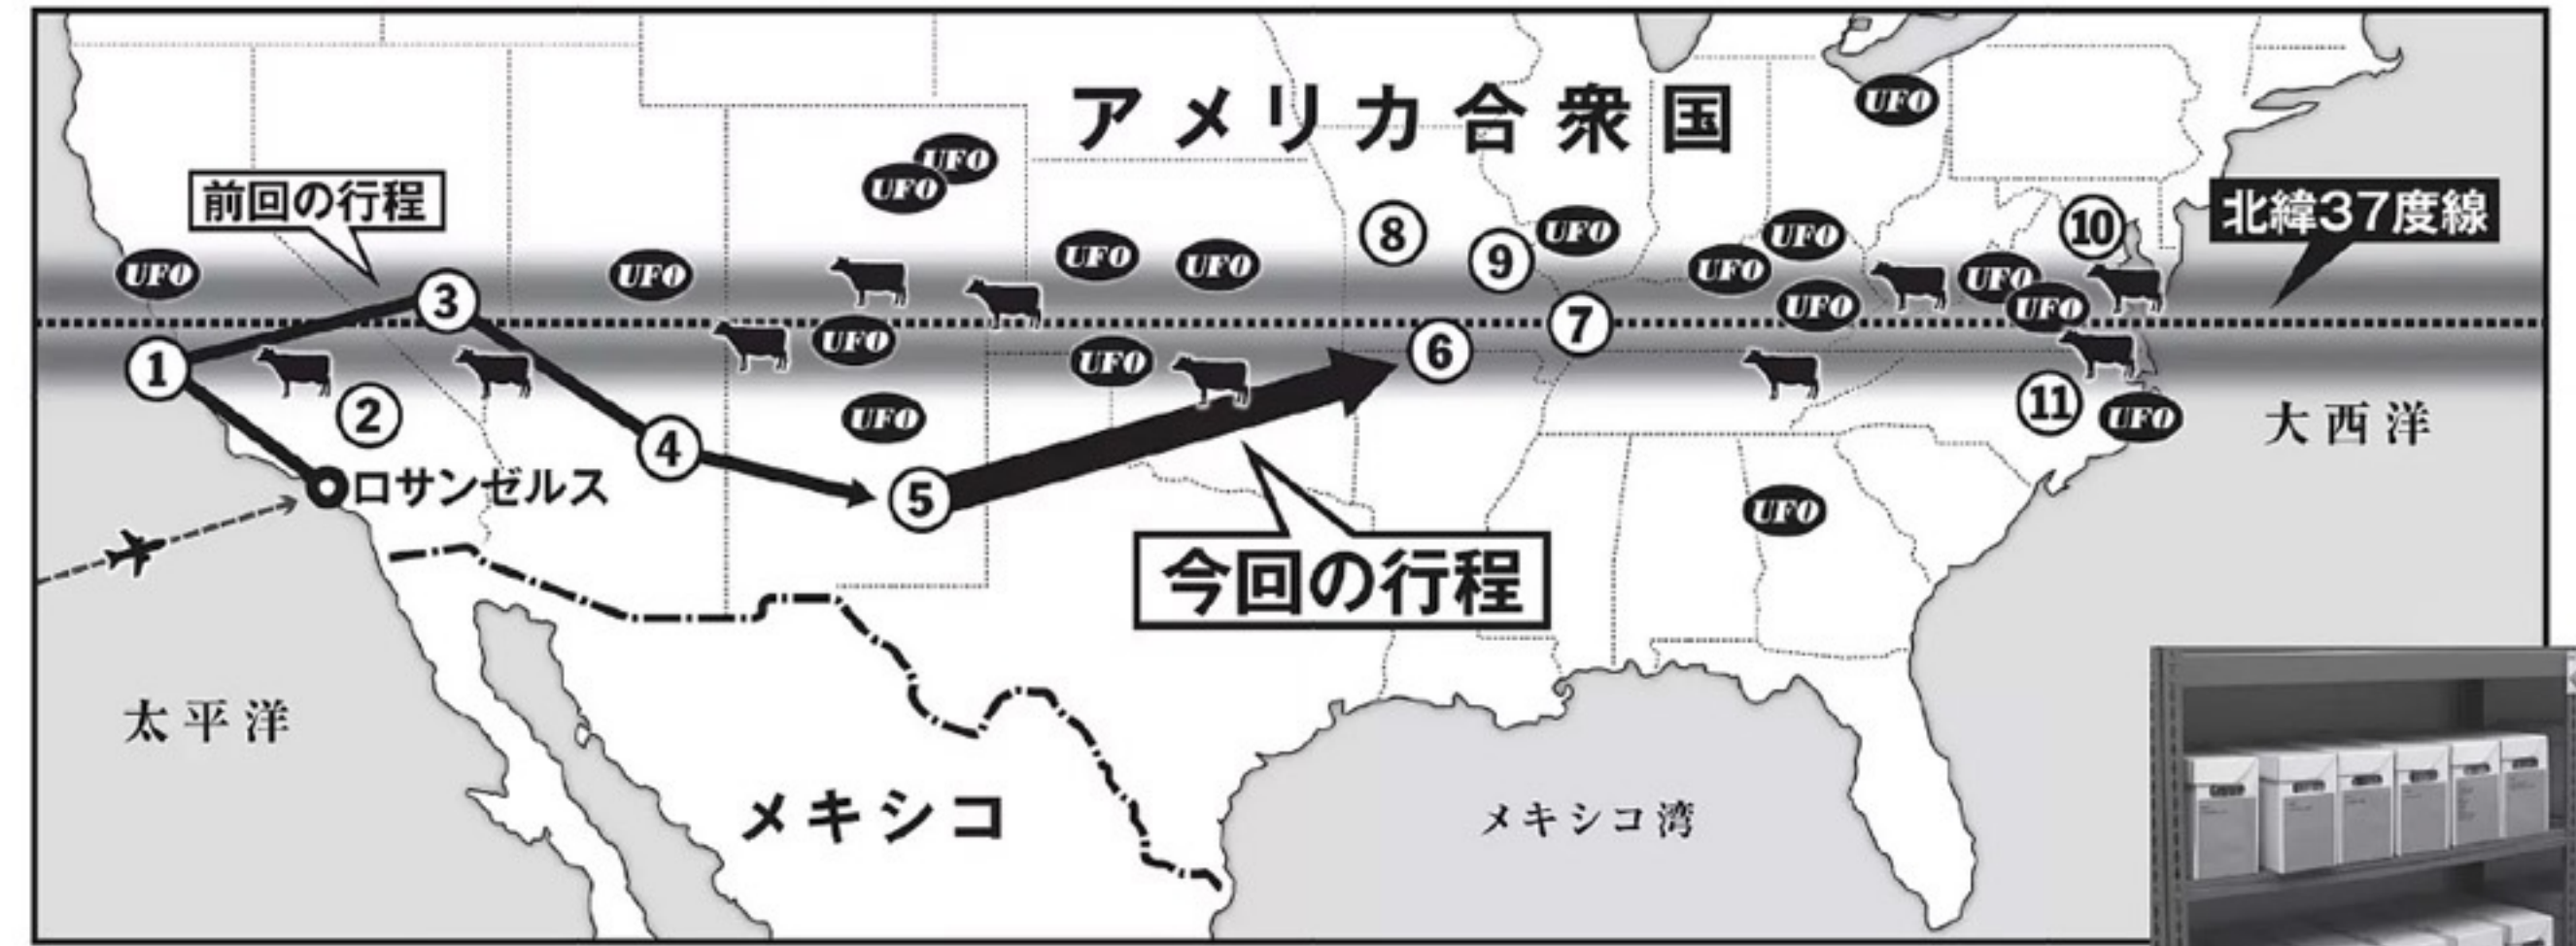 アメリカ合衆国
UFO
UFO
UFO
前回の行程
北緯37度線
⑧
⑩
UFO
UFO
⑨
UFO
UFO
UFO
UFO
UFO
UFO
UFO
③
UFO
UFO
⑦
UFO
⑥
UFO
①
②
⑪
UFO
UFO
大西洋
④
ロサンゼルス
⑤
UFO
今回の行程
太平洋
メキシコ
メキシコ湾